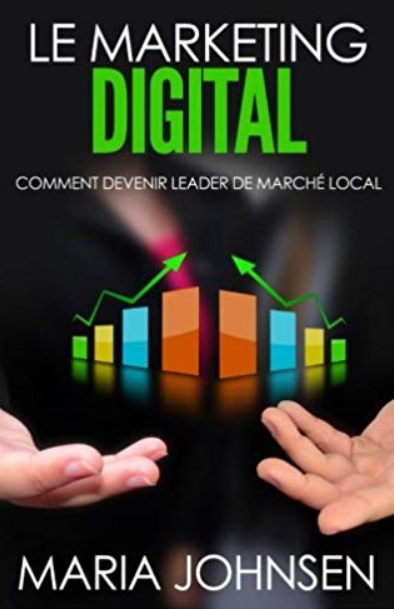 LE MARKETING
DIGITAL
COMMENT DEVENIR LEADER DE MARCHÉ LOCAL
MARIA JOHNSEN